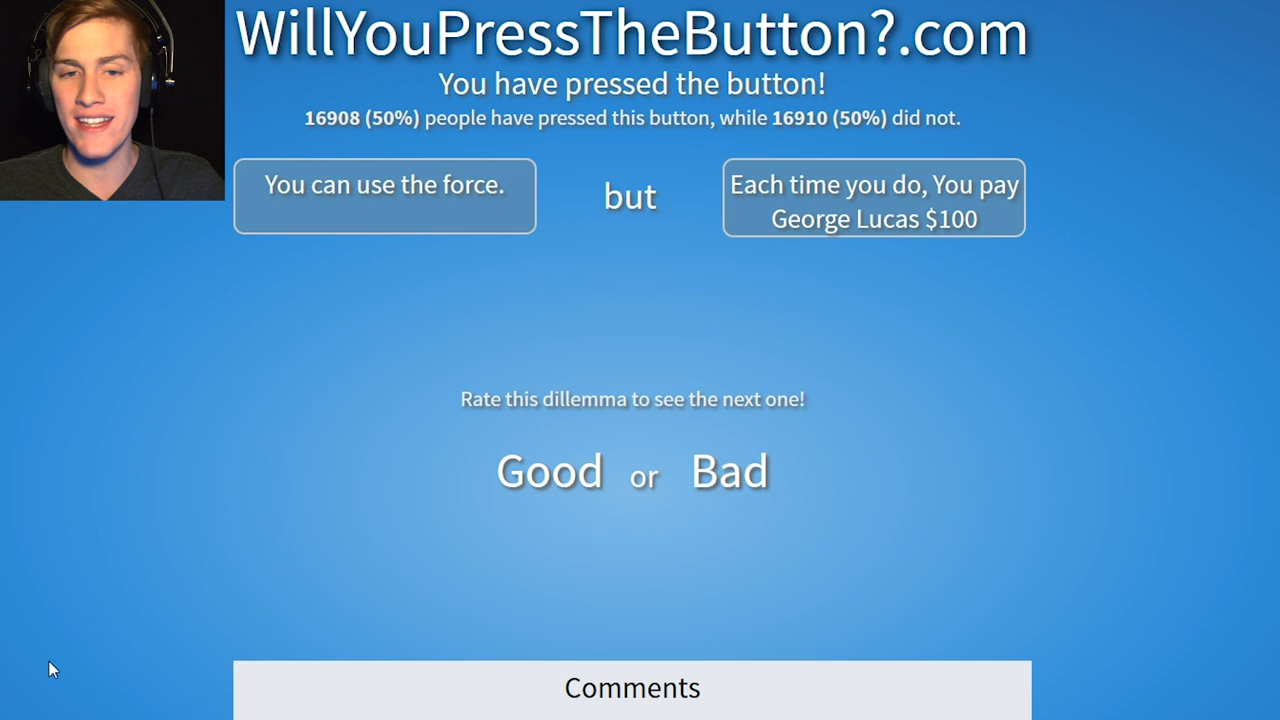 WillYouPressTheButton?.com
You have pressed the button!
16908 (50%) people have pressed this button, while 16910 (50%) did not.
You can use the force.
but
Each time you do, You pay
George Lucas $100
Rate this dillemma to see the next one!
Good or Bad
Comments